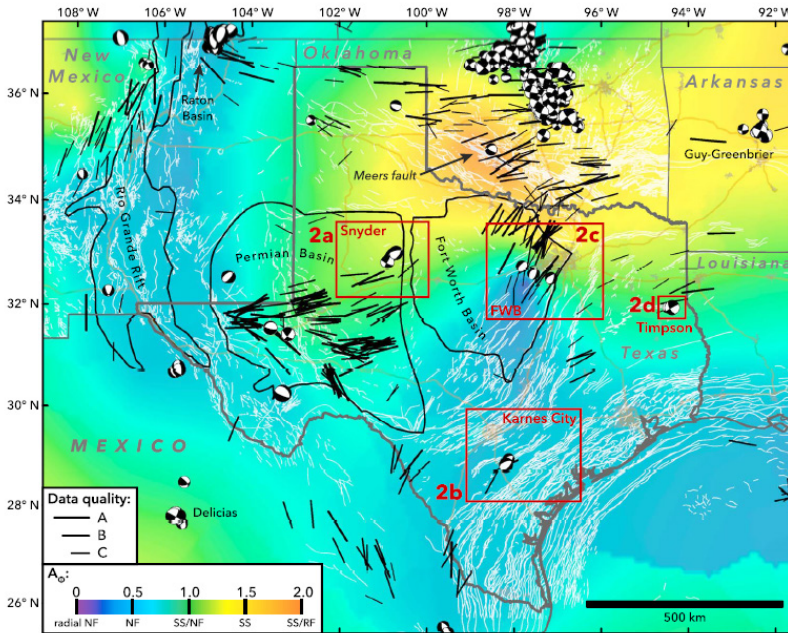 108°W
106°W
104°W
102°W
100°W
98°W
96°W
94°W
92°W
New
Mexico
Oklahoma
Arkansas
36°N
Raton
Basin
Meers fault
Guy-Greenbrier
34°N
Rio Grande Rift
2a
Snyder
Permian Basin
Fort Worth Basin
2c
FWB
Louisiana
32°N
2d
Timpson
Texas
30°N
Karnes City
2b
MEXICO
28°N
Delicias
Data quality:
A
B
C
26°N
AΦ:
0
0.5
1.0
1.5
2.0
radial NF
NF
SS/NF
SS
SS/RF
500 km